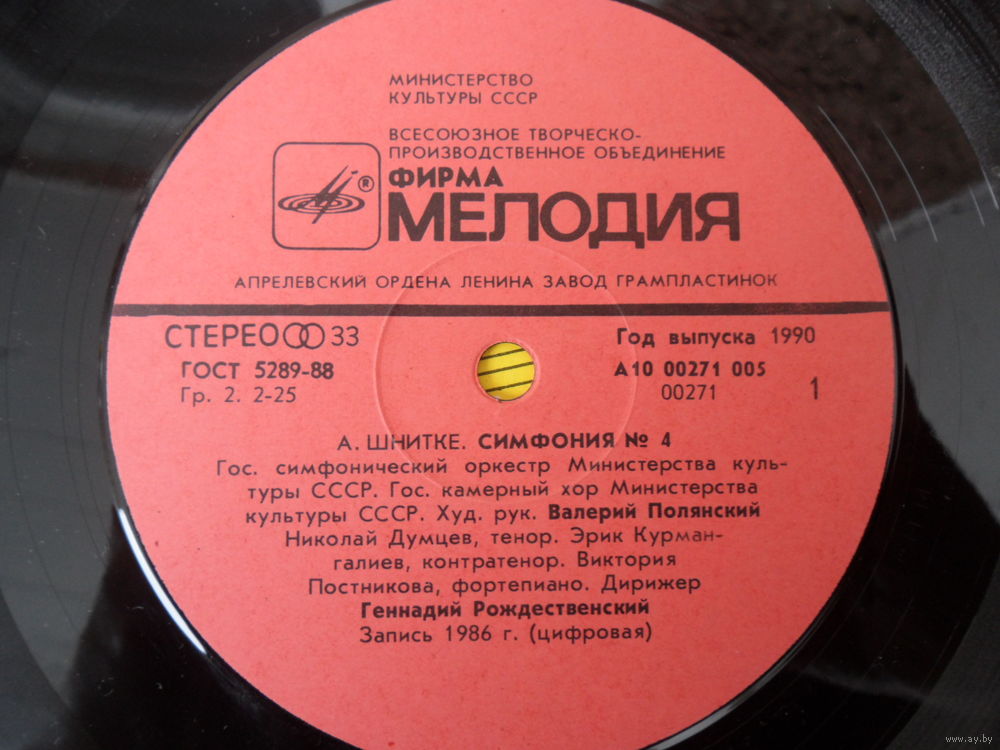 МИНИСТЕРСТВО
КУЛЬТУРЫ СССР
ВСЕСОЮЗНОЕ ТВОРЧЕСКО-
ПРОИЗВОДСТВЕННОЕ ОБЪЕДИНЕНИЕ
®
ФИРМА
МЕЛОДИЯ
АПРЕЛЕВСКИЙ ОРДЕНА ЛЕНИНА ЗАВОД ГРАМПЛАСТИНОК
СТЕРЕО 33
Год выпуска 1990
ГОСТ 5289-88
А10 00271 005
Гр. 2. 2-25
00271
1
А. ШНИТКЕ. СИМФОНИЯ № 4
Гос. симфонический оркестр Министерства куль-
туры СССР. Гос. камерный хор Министерства
культуры СССР. Худ. рук. Валерий Полянский
Николай Думцев, тенор. Эрик Курман-
галиев, контратенор. Виктория
Постникова, фортепиано. Дирижер
Геннадий Рождественский
Запись 1986 г. (цифровая)
www.ay.by